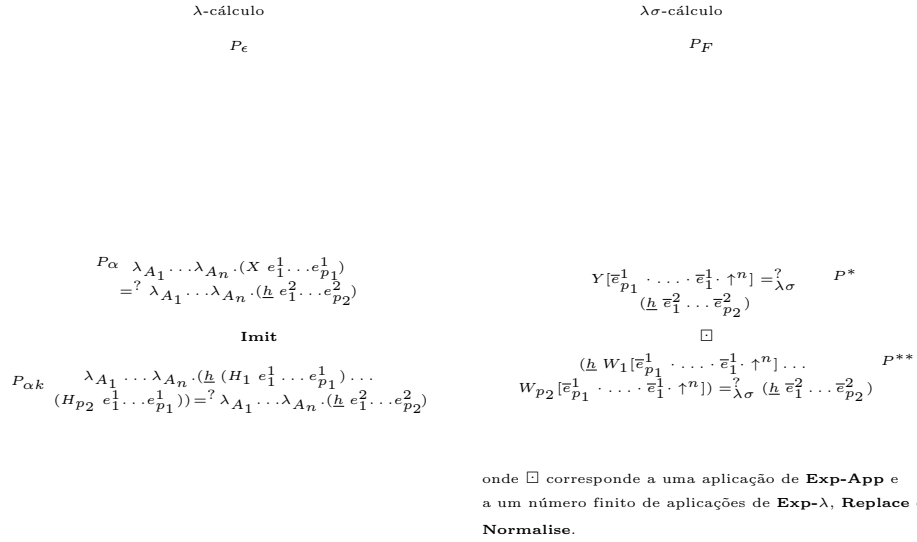 λ-cálculo
λσ-cálculo
P_ϵ
P_F
P_α λ_{A_1} . . . λ_{A_n} .(X e^1_1 . . . e^1_{p_1})
=^? λ_{A_1} . . . λ_{A_n} .(h e^2_1 . . . e^2_{p_2})
Y[e̅^1_{p_1} · . . . · e̅^1_1 · ↑^n] =^?_{λσ} P^*
(h e̅^2_1 . . . e̅^2_{p_2})
Imit
⊡
P_{αk} λ_{A_1} . . . λ_{A_n} .(h (H_1 e^1_1 . . . e^1_{p_1}) . . .
(H_{p_2} e^1_1 . . . e^1_{p_1})) =^? λ_{A_1} . . . λ_{A_n} .(h e^2_1 . . . e^2_{p_2})
(h W_1[e̅^1_{p_1} · . . . · e̅^1_1 · ↑^n] . . . P^{**}
W_{p_2}[e̅^1_{p_1} · . . . · e̅^1_1 · ↑^n]) =^?_{λσ} (h e̅^2_1 . . . e̅^2_{p_2})
onde ⊡ corresponde a uma aplicação de Exp-App e
a um número finito de aplicações de Exp-λ, Replace
Normalise.